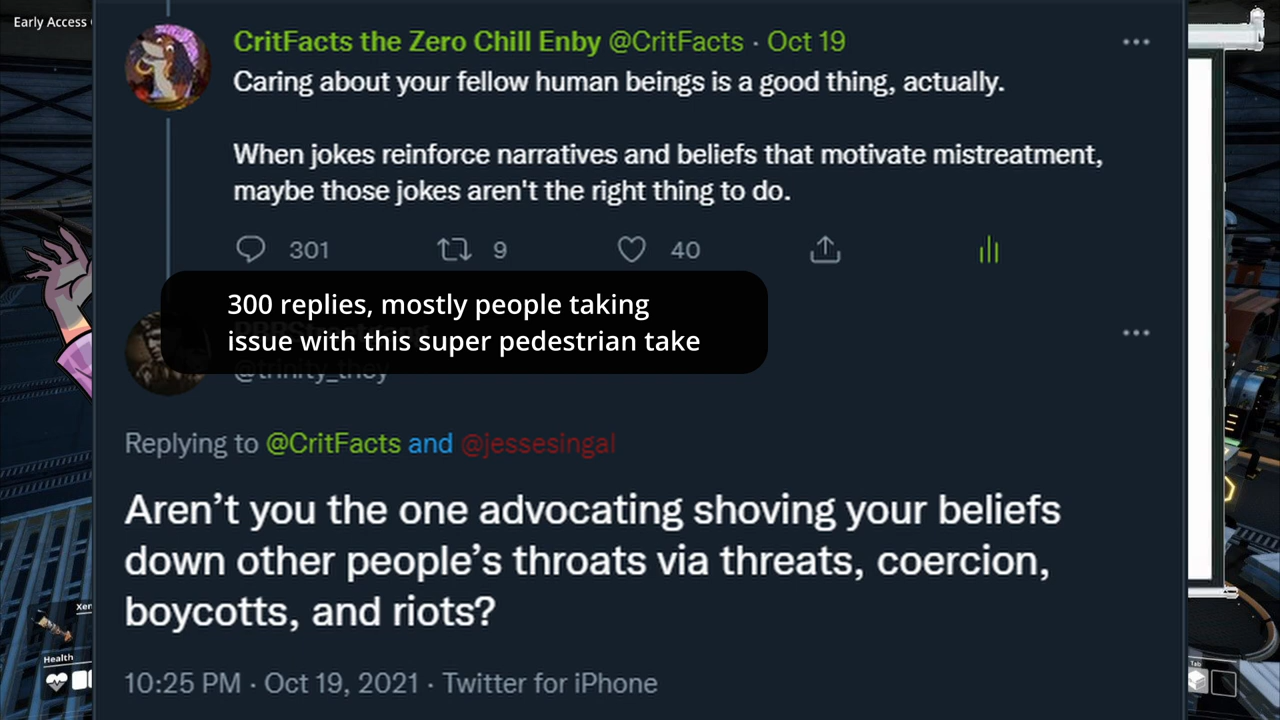 Early Access
CritFacts the Zero Chill Enby @CritFacts · Oct 19
Caring about your fellow human beings is a good thing, actually.
When jokes reinforce narratives and beliefs that motivate mistreatment,
maybe those jokes aren't the right thing to do.
301 9 40
300 replies, mostly people taking
issue with this super pedestrian take
@trinity_they
Replying to @CritFacts and @jessesingal
Aren’t you the one advocating shoving your beliefs
down other people’s throats via threats, coercion,
boycotts, and riots?
10:25 PM · Oct 19, 2021 · Twitter for iPhone
Xen
Health
Tab